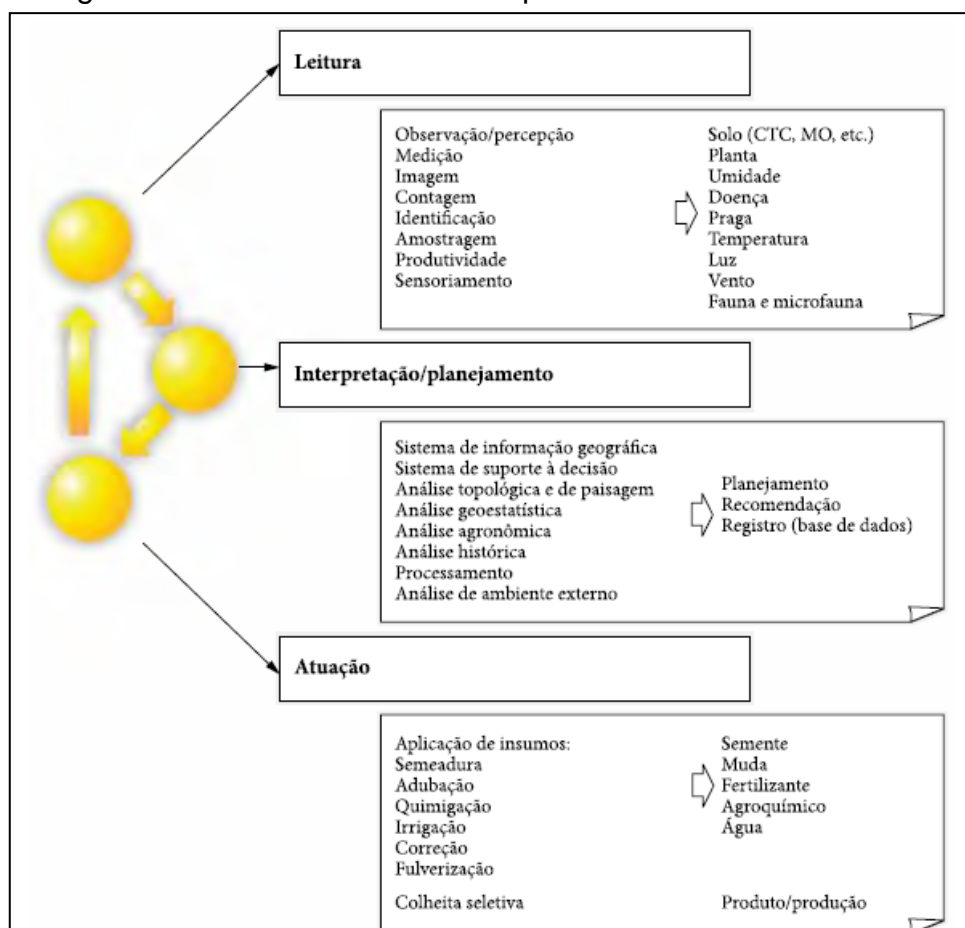 Leitura
Observação/percepção
Medição
Imagem
Contagem
Identificação
Amostragem
Produtividade
Sensoriamento
Solo (CTC, MO, etc.)
Planta
Umidade
Doença
Praga
Temperatura
Luz
Vento
Fauna e microfauna
Interpretação/planejamento
Sistema de informação geográfica
Sistema de suporte à decisão
Análise topológica e de paisagem
Análise geoestatística
Análise agronômica
Análise histórica
Processamento
Análise de ambiente externo
Planejamento
Recomendação
Registro (base de dados)
Atuação
Aplicação de insumos:
Semeadura
Adubação
Quimigação
Irrigação
Correção
Fulverização
Semente
Muda
Fertilizante
Agroquímico
Água
Colheita seletiva
Produto/produção